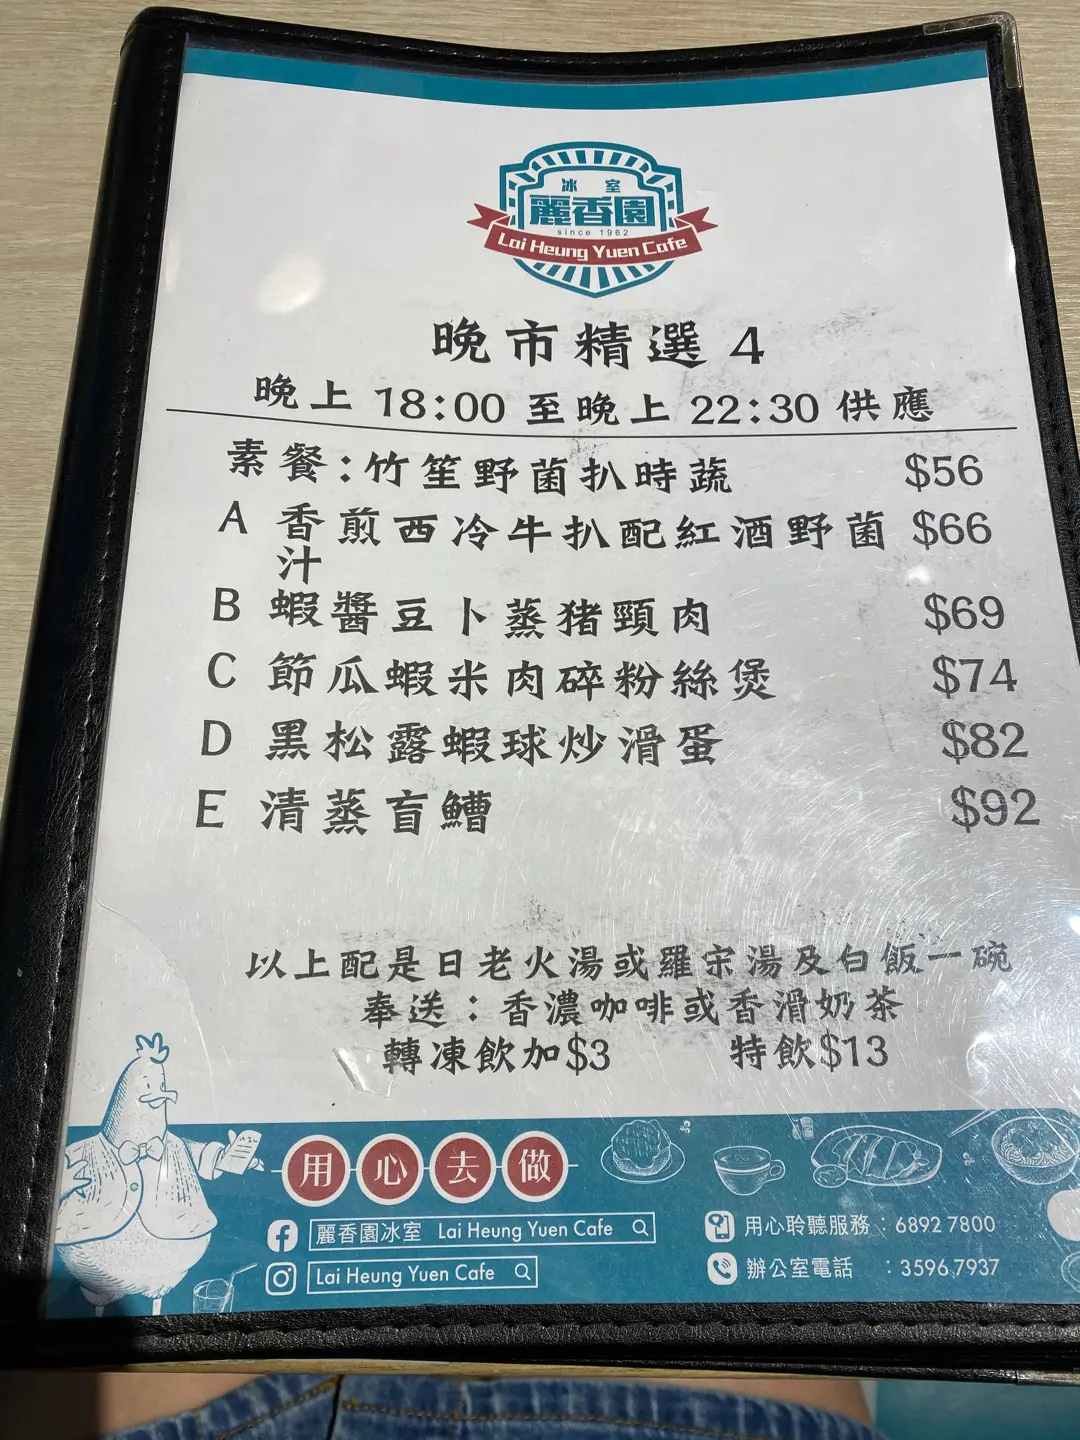 冰室
麗香園
since 1962
Lai Heung Yuen Cafe
晚市精選 4
晚上 18:00 至晚上 22:30 供應
素餐:竹笙野菌扒時蔬 $56
A 香煎西冷牛扒配紅酒野菌 $66
汁
B 蝦醬豆卜蒸猪頸肉 $69
C 節瓜蝦米肉碎粉絲煲 $74
D 黑松露蝦球炒滑蛋 $82
E 清蒸盲鰽 $92
以上配是日老火湯或羅宋湯及白飯一碗
奉送：香濃咖啡或香滑奶茶
轉凍飲加$3 特飲$13
用心去做
麗香園冰室 Lai Heung Yuen Cafe
Lai Heung Yuen Cafe
用心聆聽服務：6892 7800
辦公室電話：3596 7937